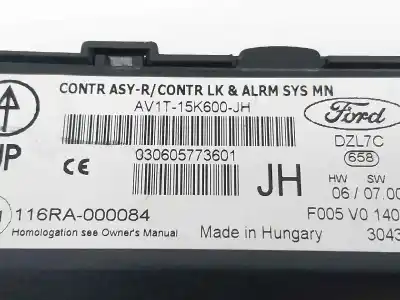 CONTR ASY-R/CONTR LK & ALRM SYS MN
AV1T-15K600-JH
Ford
UP
DZL7C
030605773601
658
JH
HW SW
06 / 07.00
116RA-000084
F005 V0 140
Homologation see Owner's Manual
Made in Hungary
3043